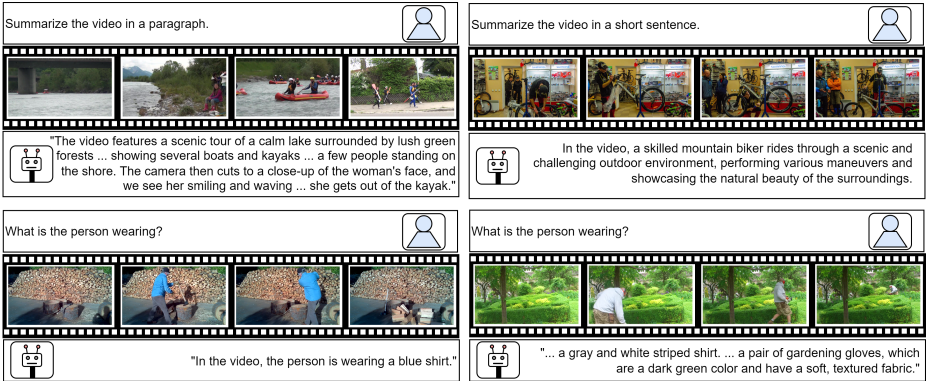 Summarize the video in a paragraph.
"The video features a scenic tour of a calm lake surrounded by lush green
forests ... showing several boats and kayaks ... a few people standing on
the shore. The camera then cuts to a close-up of the woman's face, and
we see her smiling and waving ... she gets out of the kayak."
Summarize the video in a short sentence.
In the video, a skilled mountain biker rides through a scenic and
challenging outdoor environment, performing various maneuvers and
showcasing the natural beauty of the surroundings.
What is the person wearing?
"In the video, the person is wearing a blue shirt."
What is the person wearing?
"... a gray and white striped shirt. ... a pair of gardening gloves, which
are a dark green color and have a soft, textured fabric."